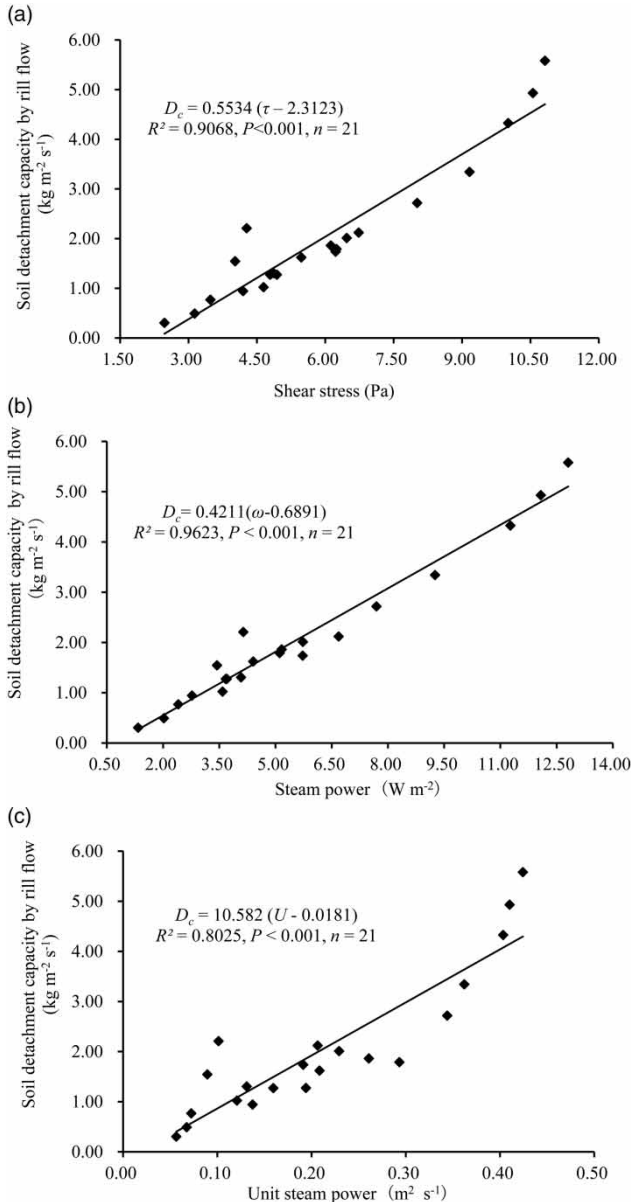 (a)
Soil detachment capacity by rill flow
(kg m⁻² s⁻¹)
6.00
5.00
4.00
3.00
2.00
1.00
0.00
D_c = 0.5534 (τ – 2.3123)
R² = 0.9068, P<0.001, n = 21
1.50 3.00 4.50 6.00 7.50 9.00 10.50 12.00
Shear stress (Pa)
(b)
Soil detachment capacity by rill flow
(kg m⁻² s⁻¹)
6.00
5.00
4.00
3.00
2.00
1.00
0.00
D_c= 0.4211(ω-0.6891)
R² = 0.9623, P < 0.001, n = 21
0.50 2.00 3.50 5.00 6.50 8.00 9.50 11.00 12.50 14.00
Steam power （W m⁻²）
(c)
Soil detachment capacity by rill flow
(kg m⁻² s⁻¹)
6.00
5.00
4.00
3.00
2.00
1.00
0.00
D_c = 10.582 (U - 0.0181)
R² = 0.8025, P < 0.001, n = 21
0.00 0.10 0.20 0.30 0.40 0.50
Unit steam power （m² s⁻¹）